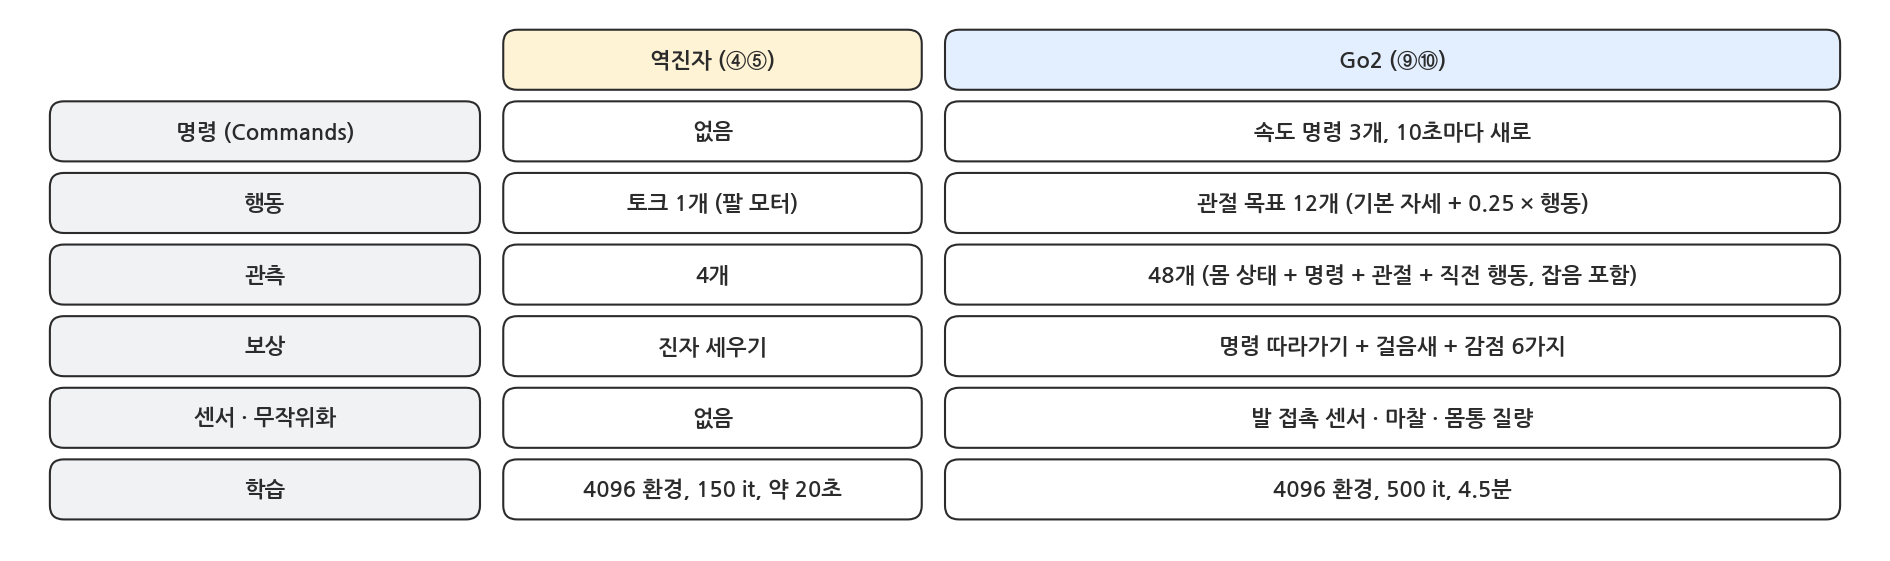 역진자 (④⑤)
Go2 (⑨⑩)
명령 (Commands)
없음
속도 명령 3개, 10초마다 새로
행동
토크 1개 (팔 모터)
관절 목표 12개 (기본 자세 + 0.25 × 행동)
관측
4개
48개 (몸 상태 + 명령 + 관절 + 직전 행동, 잡음 포함)
보상
진자 세우기
명령 따라가기 + 걸음새 + 감점 6가지
센서 · 무작위화
없음
발 접촉 센서 · 마찰 · 몸통 질량
학습
4096 환경, 150 it, 약 20초
4096 환경, 500 it, 4.5분